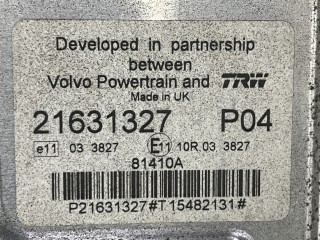 Developed in partnership
between
Volvo Powertrain and TRW
Made in UK
21631327 P04
e11 03 3827 E11 10R 03 3827
81410A
P21631327#T15482131#